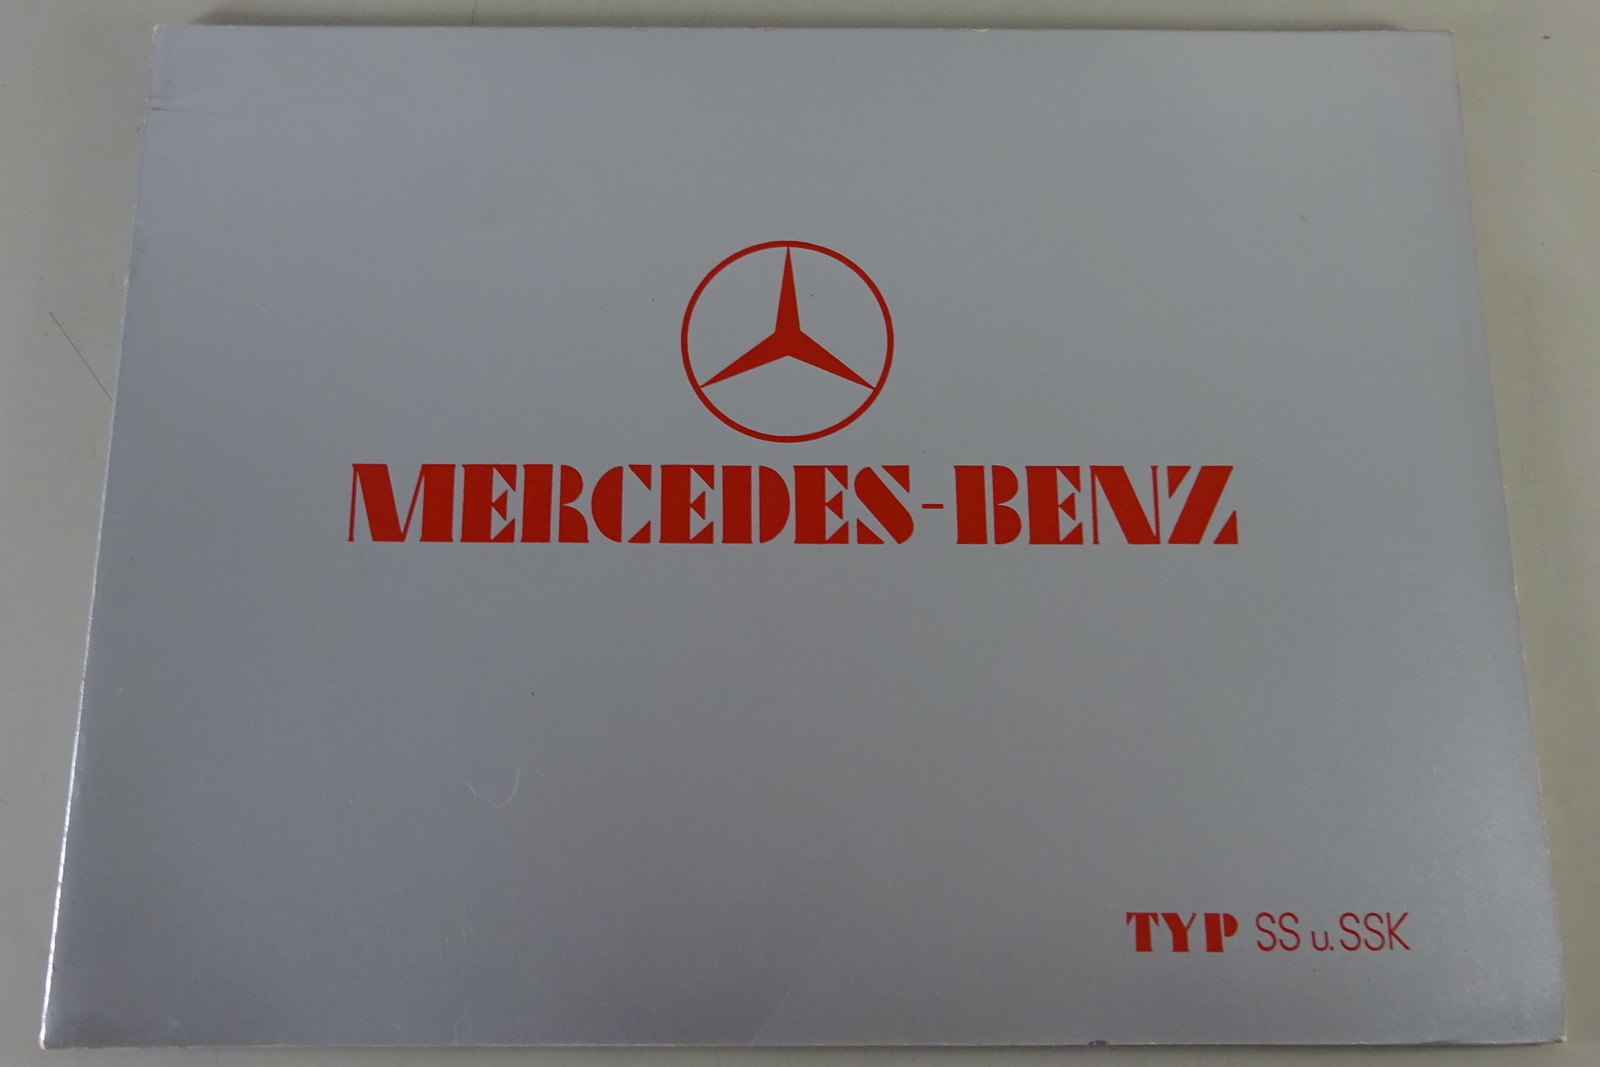 MERCEDES-BENZ
TYP SS u. SSK